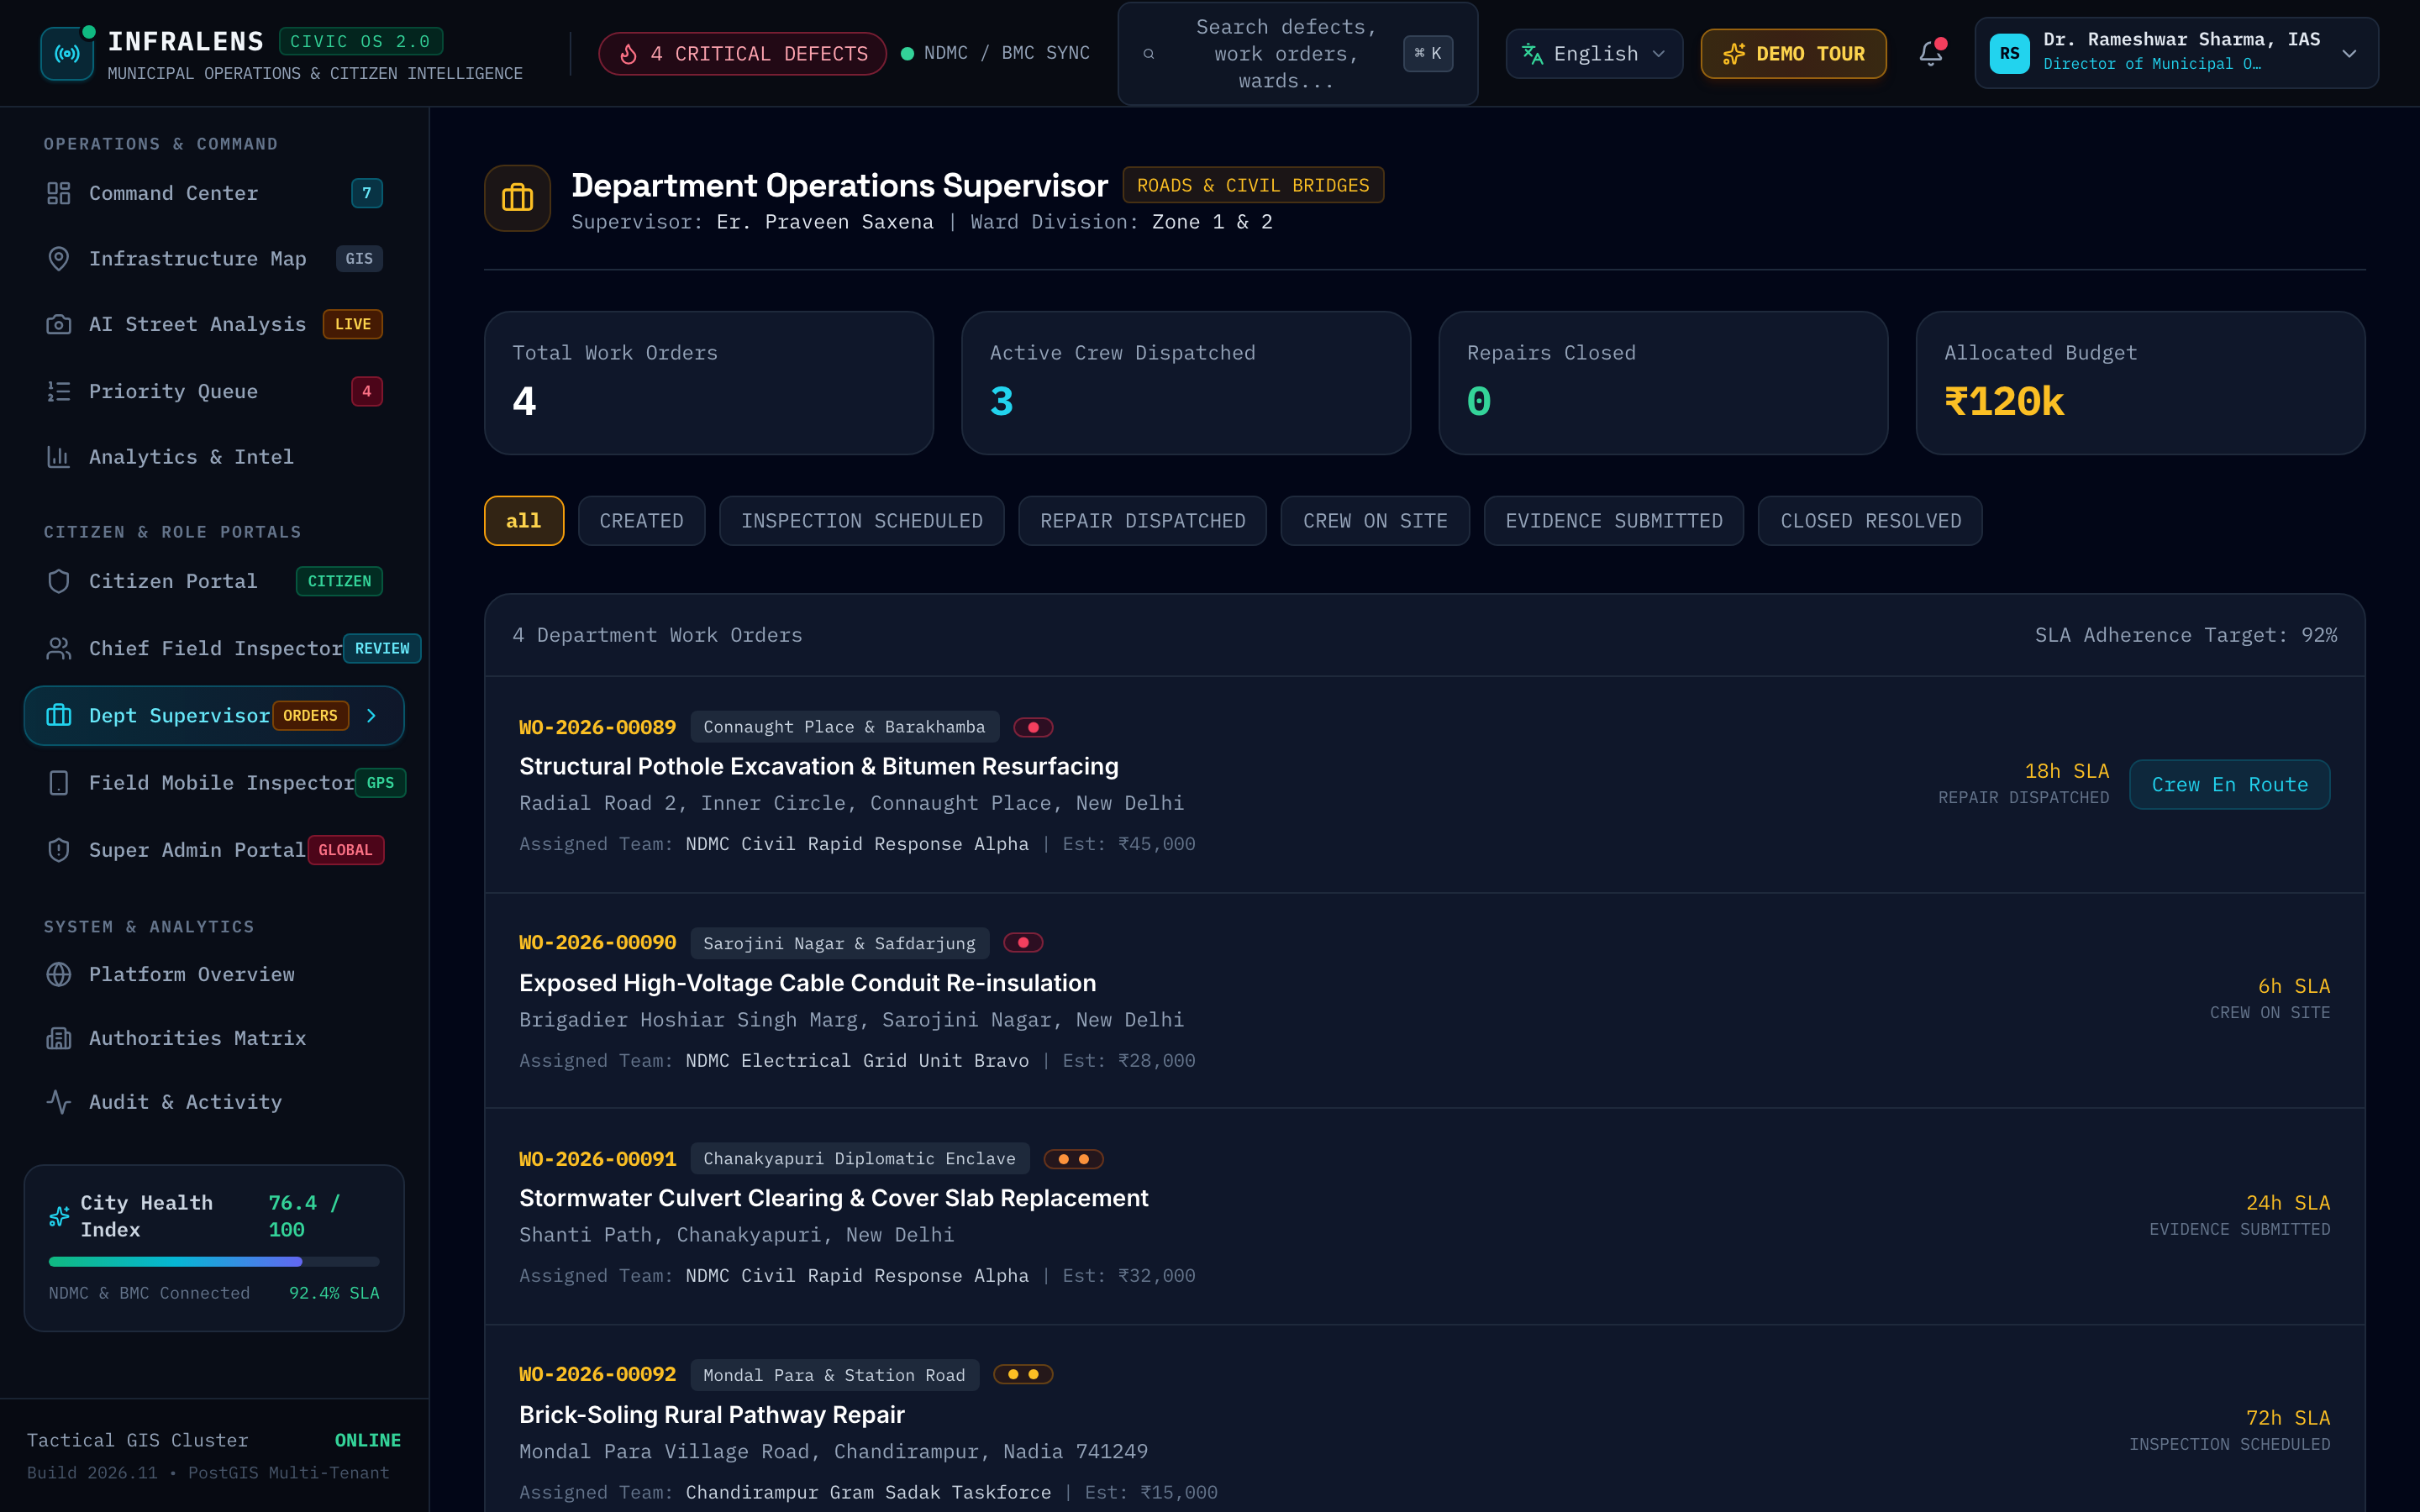 INFRALENS CIVIC OS 2.0
MUNICIPAL OPERATIONS & CITIZEN INTELLIGENCE
4 CRITICAL DEFECTS
NDMC / BMC SYNC
Search defects,
work orders,
wards...
⌘ K
English
DEMO TOUR
RS
Dr. Rameshwar Sharma, IAS
Director of Municipal O…
OPERATIONS & COMMAND
Command Center 7
Infrastructure Map GIS
AI Street Analysis LIVE
Priority Queue 4
Analytics & Intel
CITIZEN & ROLE PORTALS
Citizen Portal CITIZEN
Chief Field Inspector REVIEW
Dept Supervisor ORDERS
Field Mobile Inspector GPS
Super Admin Portal GLOBAL
SYSTEM & ANALYTICS
Platform Overview
Authorities Matrix
Audit & Activity
City Health
Index
76.4 /
100
NDMC & BMC Connected 92.4% SLA
Tactical GIS Cluster ONLINE
Build 2026.11 • PostGIS Multi-Tenant
Department Operations Supervisor ROADS & CIVIL BRIDGES
Supervisor: Er. Praveen Saxena | Ward Division: Zone 1 & 2
Total Work Orders
4
Active Crew Dispatched
3
Repairs Closed
0
Allocated Budget
₹120k
all CREATED INSPECTION SCHEDULED REPAIR DISPATCHED CREW ON SITE EVIDENCE SUBMITTED CLOSED RESOLVED
4 Department Work Orders SLA Adherence Target: 92%
WO-2026-00089 Connaught Place & Barakhamba
Structural Pothole Excavation & Bitumen Resurfacing
Radial Road 2, Inner Circle, Connaught Place, New Delhi
Assigned Team: NDMC Civil Rapid Response Alpha | Est: ₹45,000
18h SLA
REPAIR DISPATCHED
Crew En Route
WO-2026-00090 Sarojini Nagar & Safdarjung
Exposed High-Voltage Cable Conduit Re-insulation
Brigadier Hoshiar Singh Marg, Sarojini Nagar, New Delhi
Assigned Team: NDMC Electrical Grid Unit Bravo | Est: ₹28,000
6h SLA
CREW ON SITE
WO-2026-00091 Chanakyapuri Diplomatic Enclave
Stormwater Culvert Clearing & Cover Slab Replacement
Shanti Path, Chanakyapuri, New Delhi
Assigned Team: NDMC Civil Rapid Response Alpha | Est: ₹32,000
24h SLA
EVIDENCE SUBMITTED
WO-2026-00092 Mondal Para & Station Road
Brick-Soling Rural Pathway Repair
Mondal Para Village Road, Chandirampur, Nadia 741249
Assigned Team: Chandirampur Gram Sadak Taskforce | Est: ₹15,000
72h SLA
INSPECTION SCHEDULED